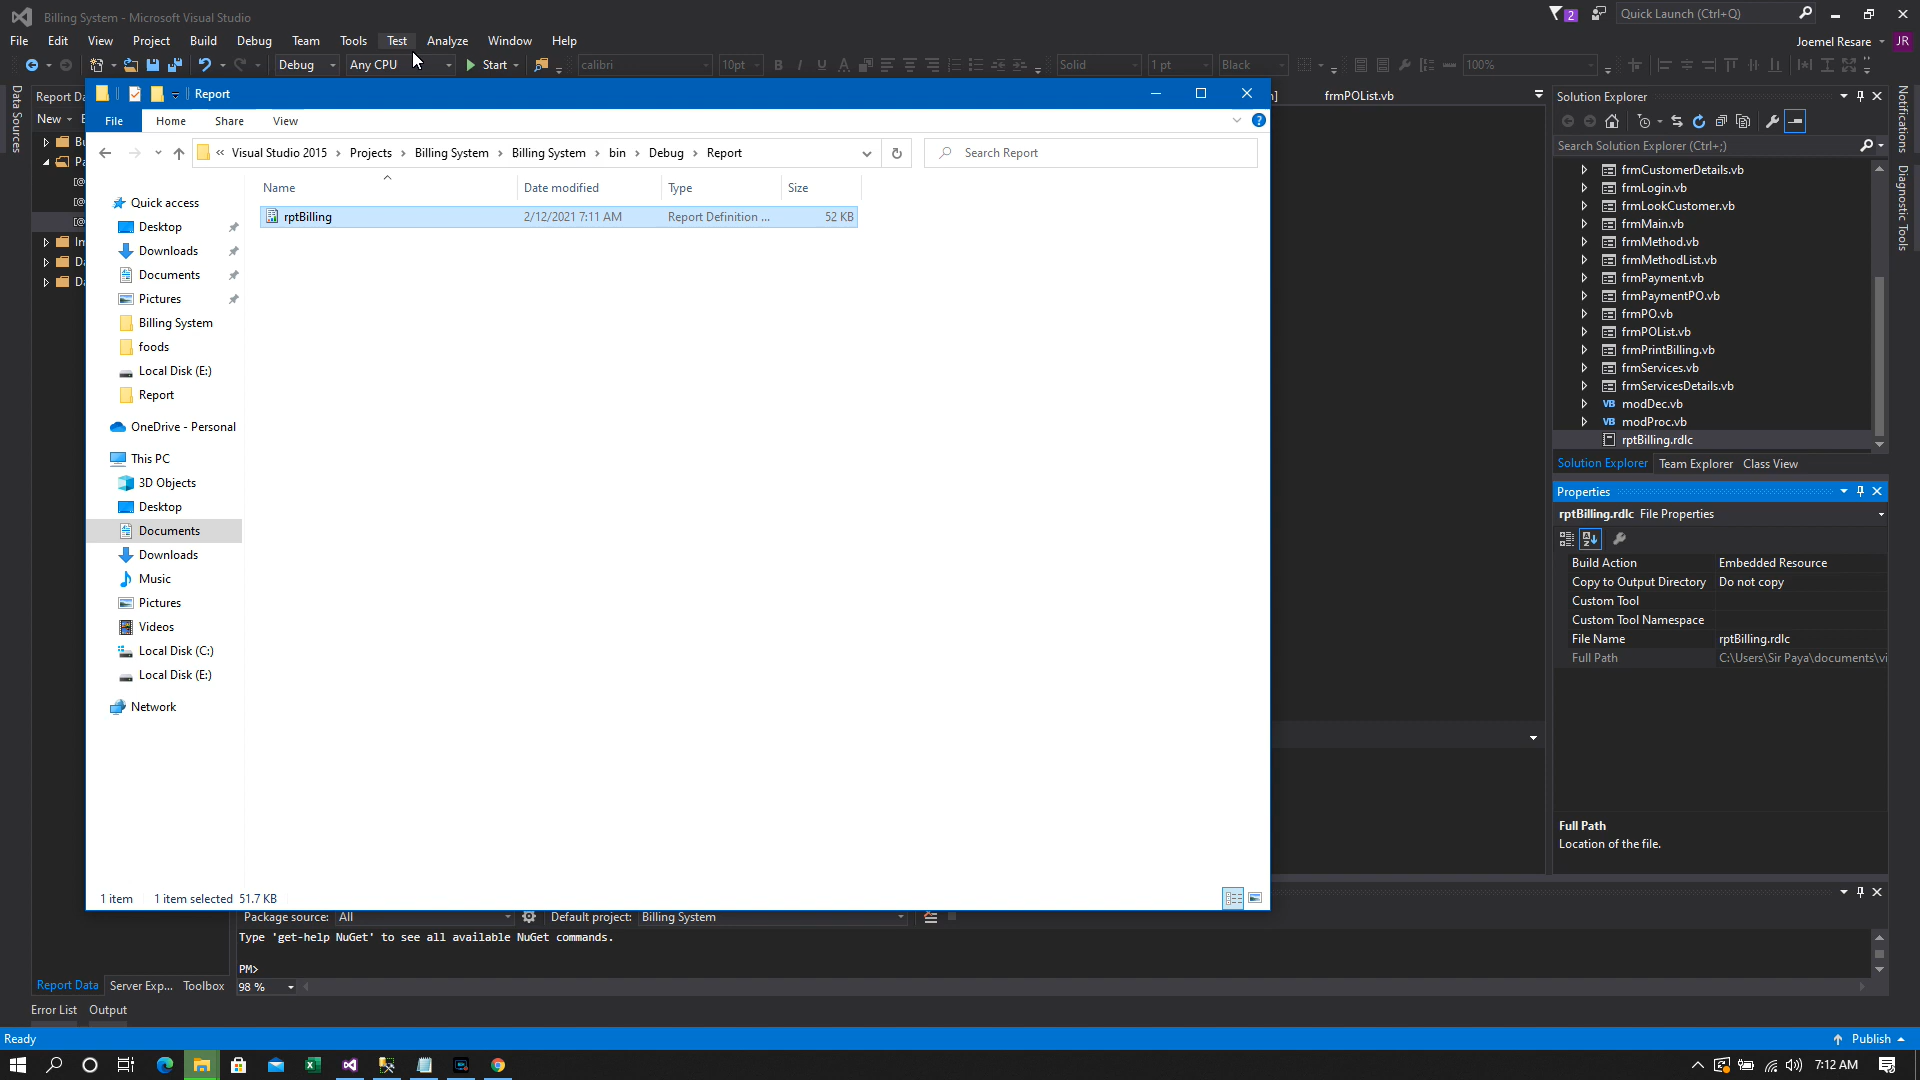 Billing System - Microsoft Visual Studio
2
Quick Launch (Ctrl+Q)
File Edit View Project Build Debug Team Tools Test Analyze Window Help
Joemel Resare JR
Debug Any CPU Start calibri 10pt Solid 1 pt Black 100%
Data Sources
Report Da
New
Report
frmPOList.vb
File Home Share View
« Visual Studio 2015 › Projects › Billing System › Billing System › bin › Debug › Report
Search Report
Name Date modified Type Size
rptBilling 2/12/2021 7:11 AM Report Definition ... 52 KB
Quick access
Desktop
Downloads
Documents
Pictures
Billing System
foods
Local Disk (E:)
Report
OneDrive - Personal
This PC
3D Objects
Desktop
Documents
Downloads
Music
Pictures
Videos
Local Disk (C:)
Local Disk (E:)
Network
1 item 1 item selected 51.7 KB
Solution Explorer
Search Solution Explorer (Ctrl+;)
frmCustomerDetails.vb
frmLogin.vb
frmLookCustomer.vb
frmMain.vb
frmMethod.vb
frmMethodList.vb
frmPayment.vb
frmPaymentPO.vb
frmPO.vb
frmPOList.vb
frmPrintBilling.vb
frmServices.vb
frmServicesDetails.vb
VB modDec.vb
VB modProc.vb
rptBilling.rdlc
Solution Explorer Team Explorer Class View
Properties
rptBilling.rdlc File Properties
Build Action Embedded Resource
Copy to Output Directory Do not copy
Custom Tool
Custom Tool Namespace
File Name rptBilling.rdlc
Full Path C:\Users\Sir Paya\documents\vi
Full Path
Location of the file.
Notifications
Diagnostic Tools
Package source: All Default project: Billing System
Type 'get-help NuGet' to see all available NuGet commands.
PM>
98 %
Report Data Server Exp... Toolbox
Error List Output
Ready
Publish
7:12 AM